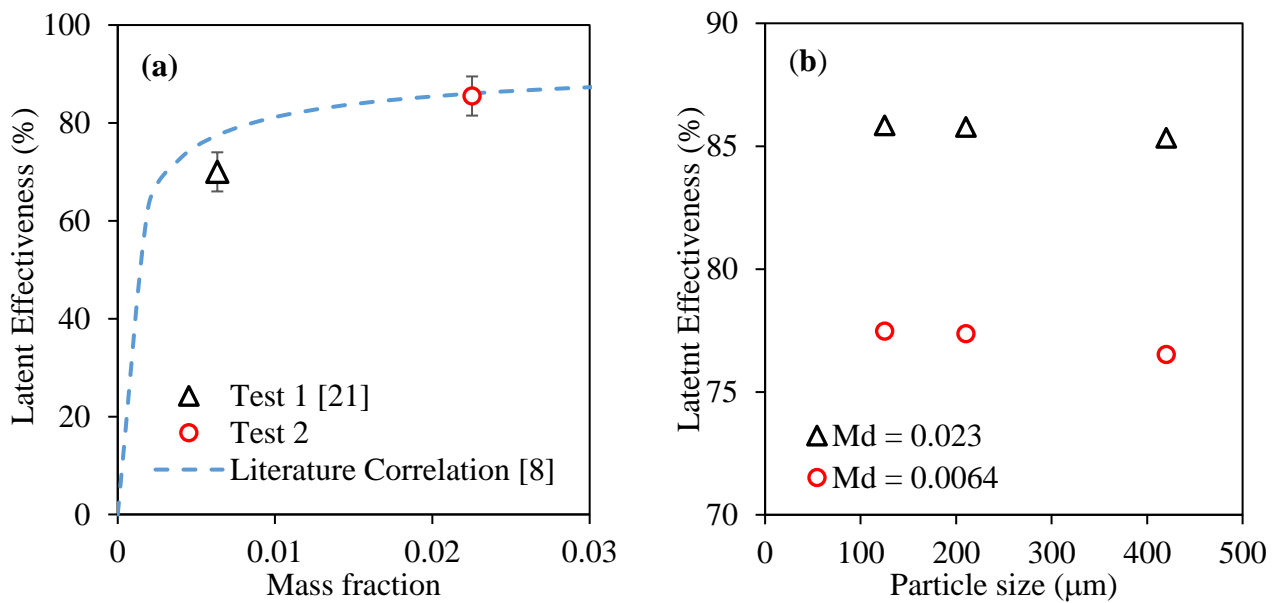 (a)
Latent Effectiveness (%)
100
80
60
40
20
0
Test 1 [21]
Test 2
Literature Correlation [8]
0 0.01 0.02 0.03
Mass fraction
(b)
Latetnt Effectiveness (%)
90
85
80
75
70
Md = 0.023
Md = 0.0064
0 100 200 300 400 500
Particle size (μm)